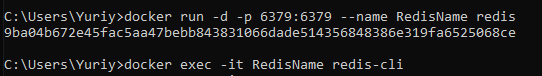 C:\Users\Yuriy>docker run -d -p 6379:6379 --name RedisName redis
9ba04b672e45fac5aa47bebb843831066dade514356848386e319fa6525068ce
C:\Users\Yuriy>docker exec -it RedisName redis-cli